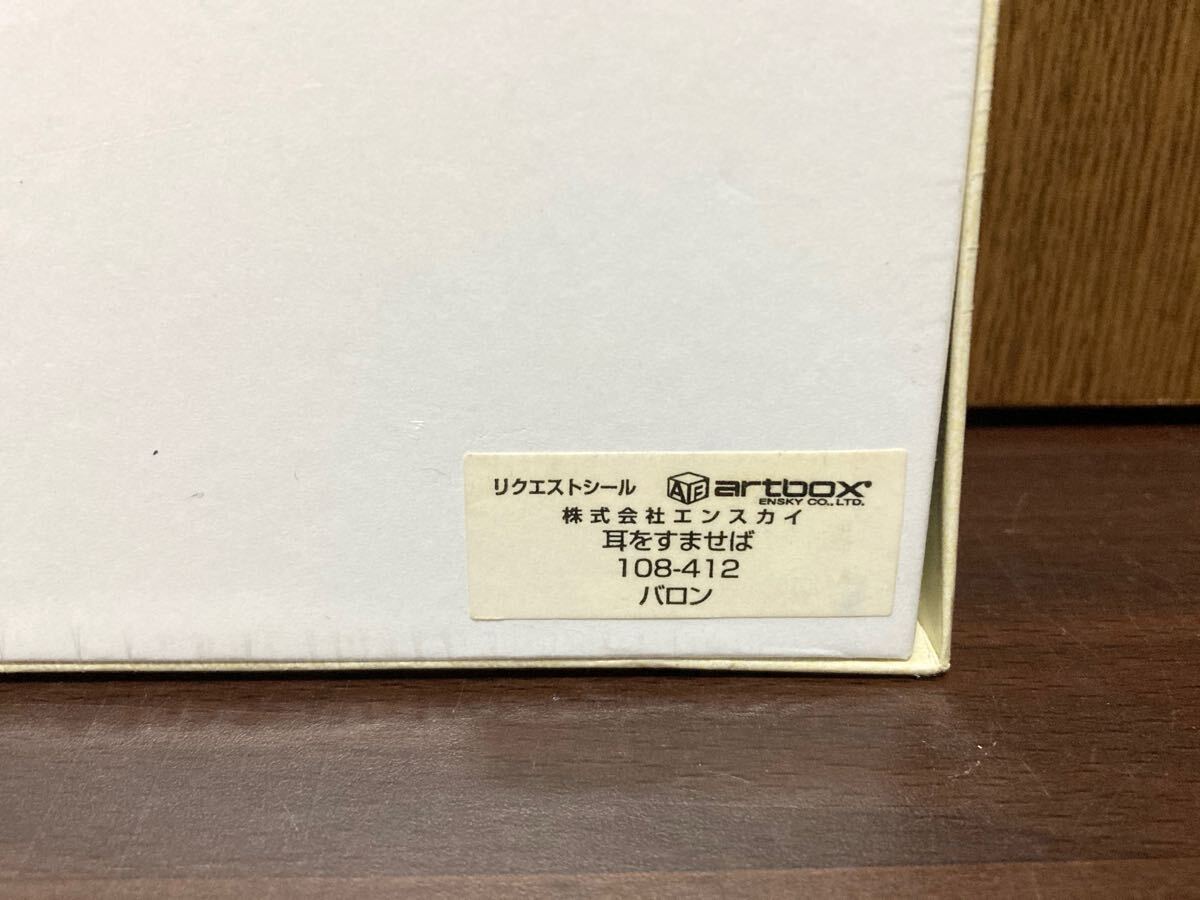 リクエストシール ATB artbox
ENSKY CO.,LTD.
株式会社エンスカイ
耳をすませば
108-412
バロン